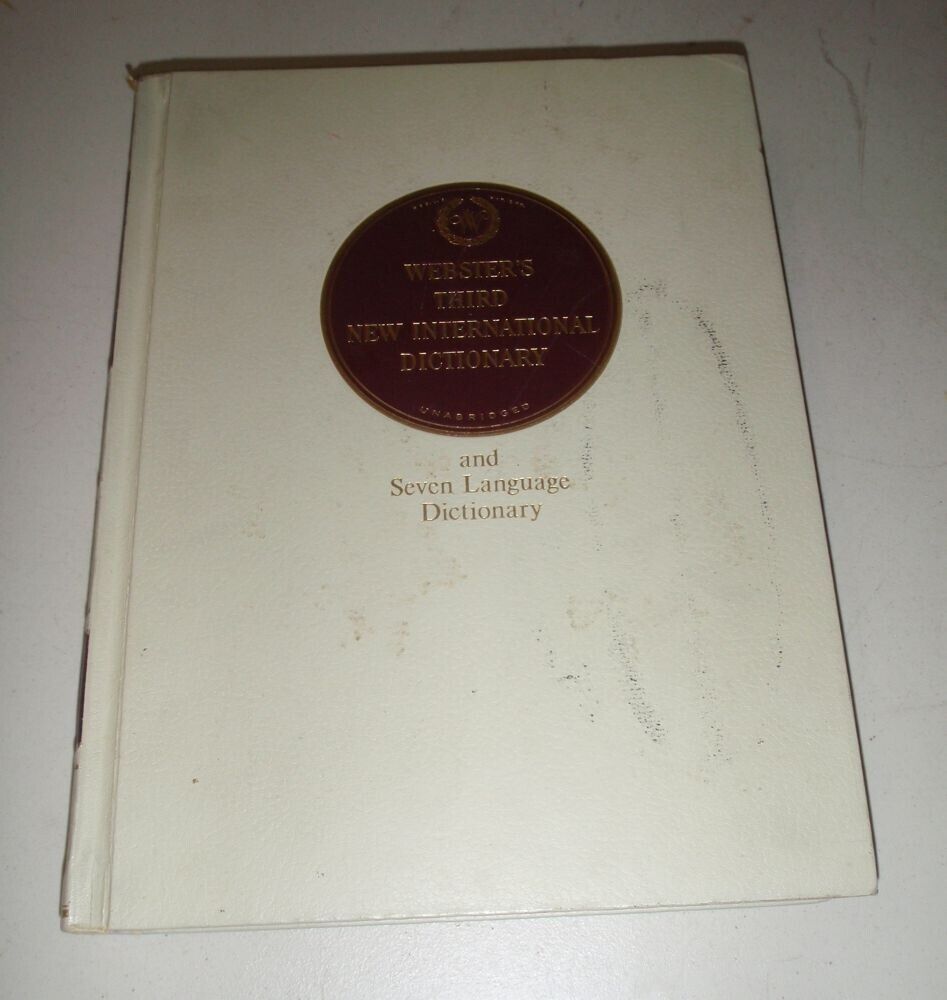 W
WEBSTER'S
THIRD
NEW INTERNATIONAL
DICTIONARY
UNABRIDGED
and
Seven Language
Dictionary